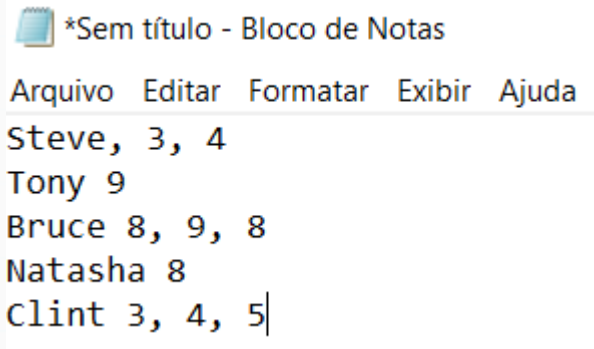 *Sem título - Bloco de Notas
Arquivo Editar Formatar Exibir Ajuda
Steve, 3, 4
Tony 9
Bruce 8, 9, 8
Natasha 8
Clint 3, 4, 5